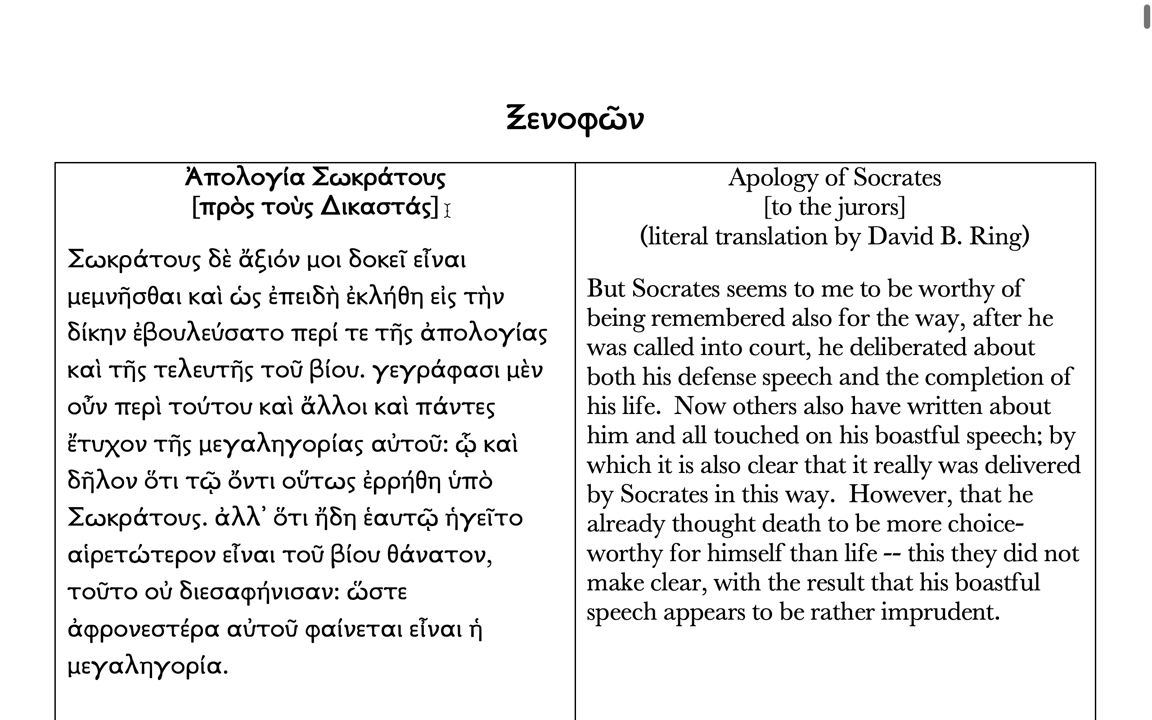 Ξενοφῶν
Ἀπολογία Σωκράτους
[πρὸς τοὺς Δικαστάς]
Σωκράτους δὲ ἄξιόν μοι δοκεῖ εἶναι
μεμνῆσθαι καὶ ὡς ἐπειδὴ ἐκλήθη εἰς τὴν
δίκην ἐβουλεύσατο περί τε τῆς ἀπολογίας
καὶ τῆς τελευτῆς τοῦ βίου. γεγράφασι μὲν
οὖν περὶ τούτου καὶ ἄλλοι καὶ πάντες
ἔτυχον τῆς μεγαληγορίας αὐτοῦ: ᾧ καὶ
δῆλον ὅτι τῷ ὄντι οὕτως ἐρρήθη ὑπὸ
Σωκράτους. ἀλλ’ ὅτι ἤδη ἑαυτῷ ἡγεῖτο
αἱρετώτερον εἶναι τοῦ βίου θάνατον,
τοῦτο οὐ διεσαφήνισαν: ὥστε
ἀφρονεστέρα αὐτοῦ φαίνεται εἶναι ἡ
μεγαληγορία.
Apology of Socrates
[to the jurors]
(literal translation by David B. Ring)
But Socrates seems to me to be worthy of
being remembered also for the way, after he
was called into court, he deliberated about
both his defense speech and the completion of
his life.  Now others also have written about
him and all touched on his boastful speech; by
which it is also clear that it really was delivered
by Socrates in this way.  However, that he
already thought death to be more choice-
worthy for himself than life -- this they did not
make clear, with the result that his boastful
speech appears to be rather imprudent.